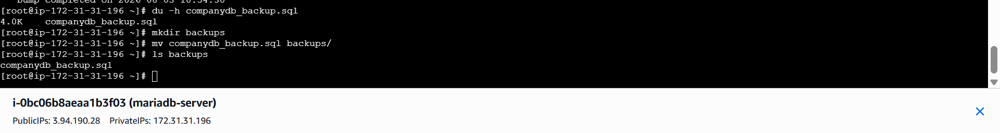 [root@ip-172-31-31-196 ~]# du -h companydb_backup.sql
4.0K    companydb_backup.sql
[root@ip-172-31-31-196 ~]# mkdir backups
[root@ip-172-31-31-196 ~]# mv companydb_backup.sql backups/
[root@ip-172-31-31-196 ~]# ls backups
companydb_backup.sql
[root@ip-172-31-31-196 ~]#
i-0bc06b8aeaa1b3f03 (mariadb-server)
PublicIPs: 3.94.190.28    PrivateIPs: 172.31.31.196